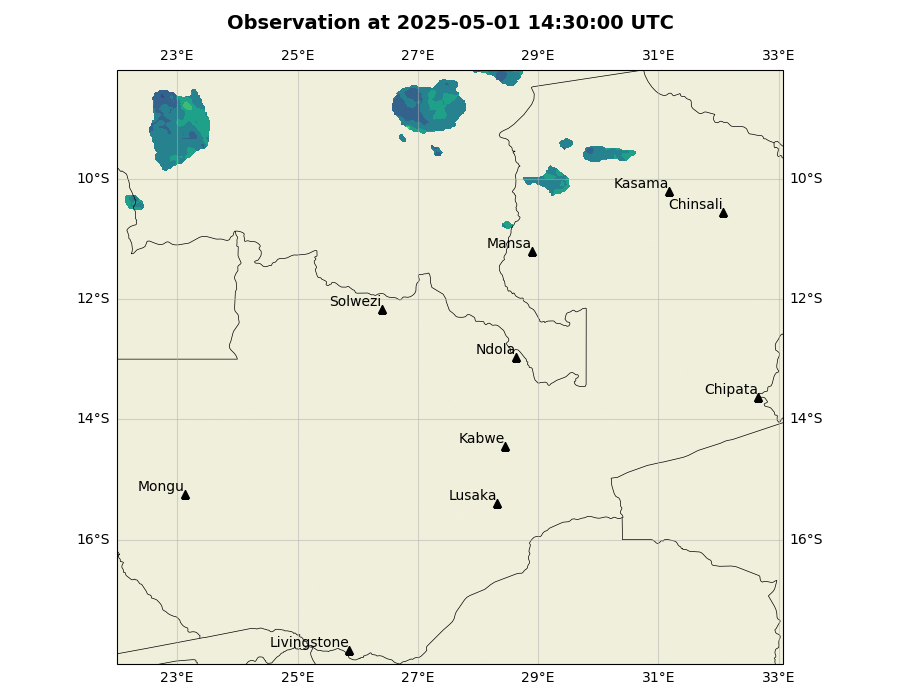 Observation at 2025-05-01 14:30:00 UTC
23°E 25°E 27°E 29°E 31°E 33°E
10°S 10°S
Kasama
Chinsali
Mansa
12°S 12°S
Solwezi
Ndola
Chipata
14°S 14°S
Kabwe
Mongu
Lusaka
16°S 16°S
Livingstone
23°E 25°E 27°E 29°E 31°E 33°E